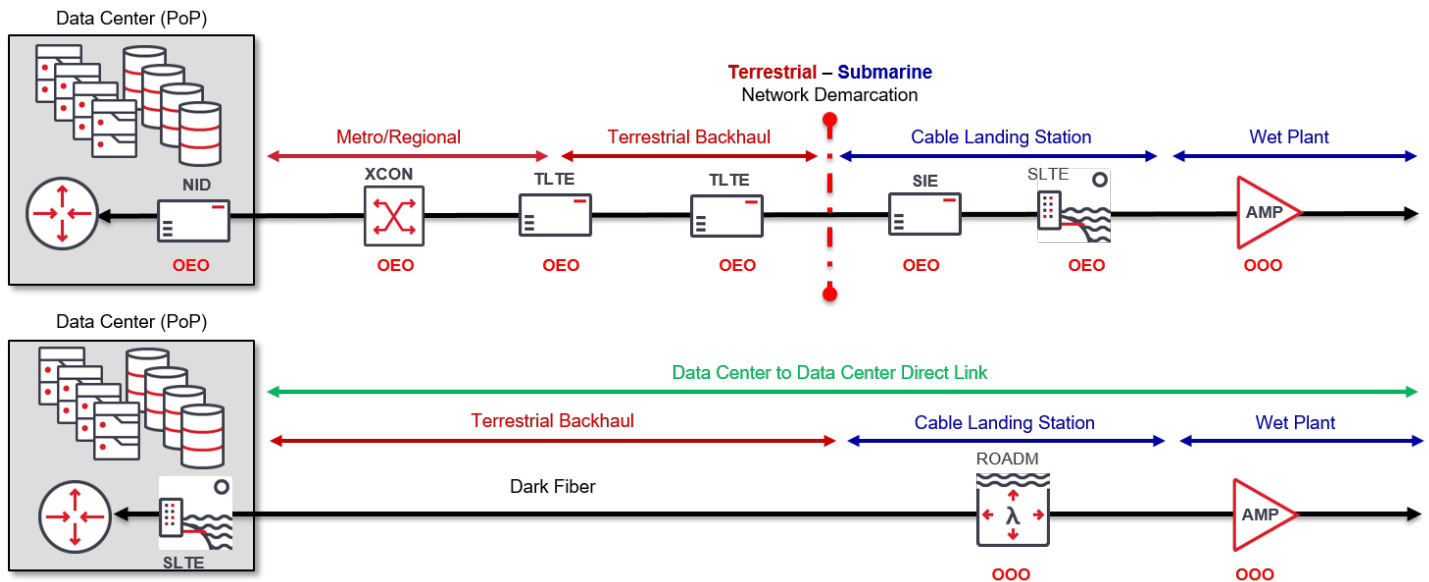 Data Center (PoP)
Terrestrial – Submarine
Network Demarcation
Metro/Regional
Terrestrial Backhaul
Cable Landing Station
Wet Plant
NID
XCON
TLTE
TLTE
SIE
SLTE
AMP
OEO
OEO
OEO
OEO
OEO
OEO
OOO
Data Center (PoP)
Data Center to Data Center Direct Link
Terrestrial Backhaul
Cable Landing Station
Wet Plant
ROADM
Dark Fiber
λ
AMP
SLTE
OOO
OOO